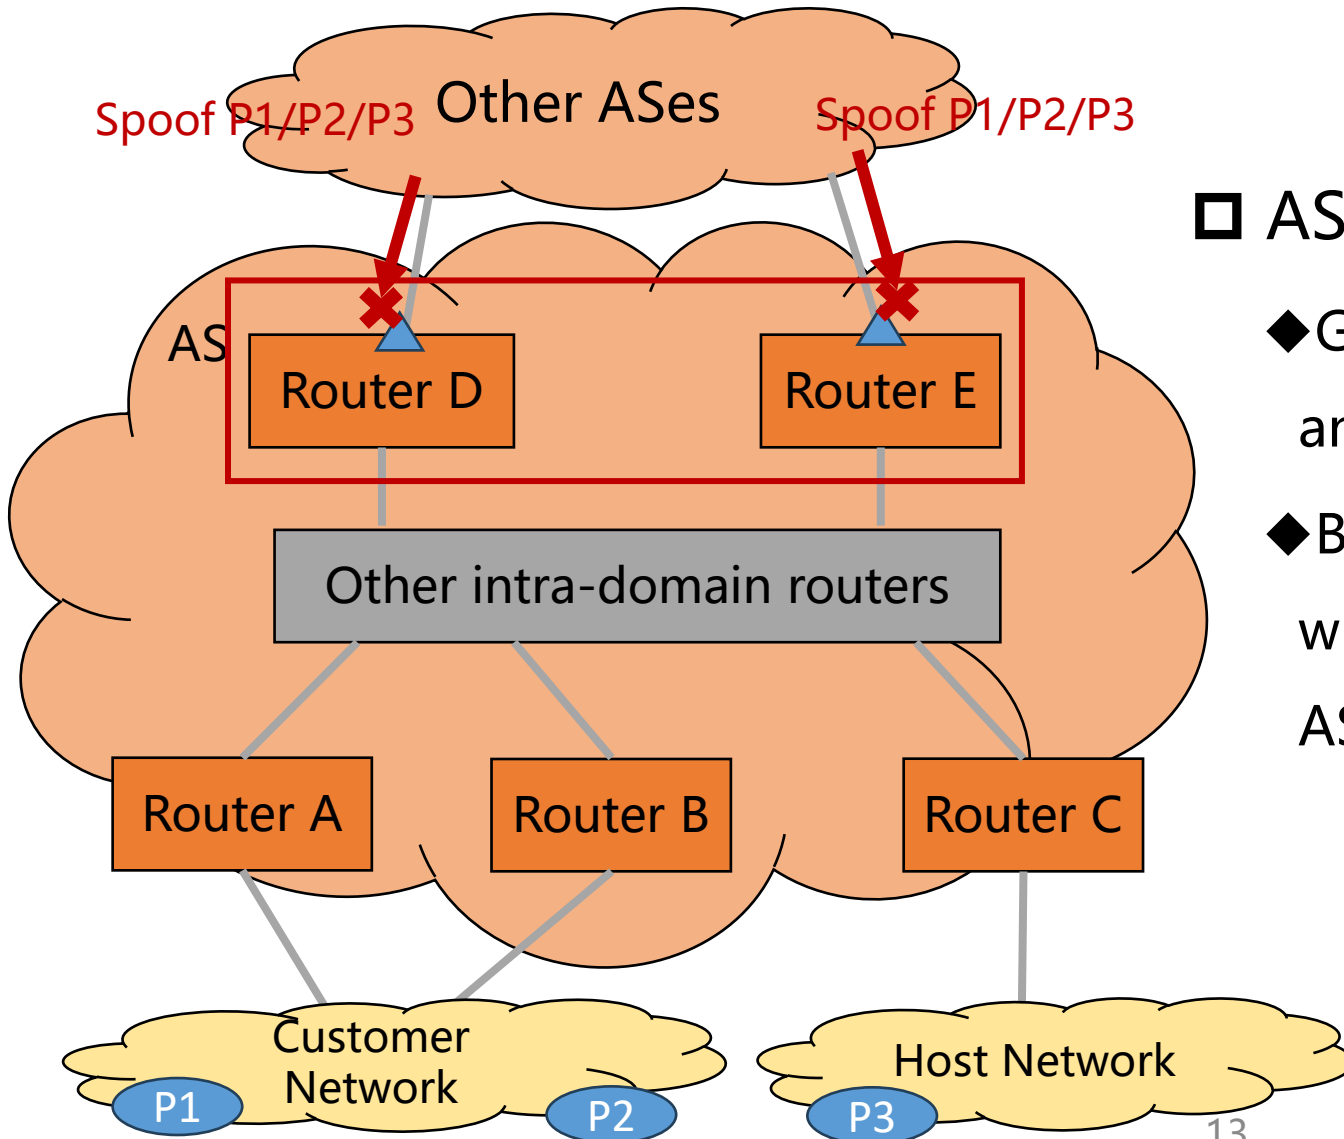 Other ASes
Spoof P1/P2/P3
Spoof P1/P2/P3
AS
Router D
Router E
Other intra-domain routers
Router A
Router B
Router C
Customer
Network
Host Network
P1
P2
P3
AS
13